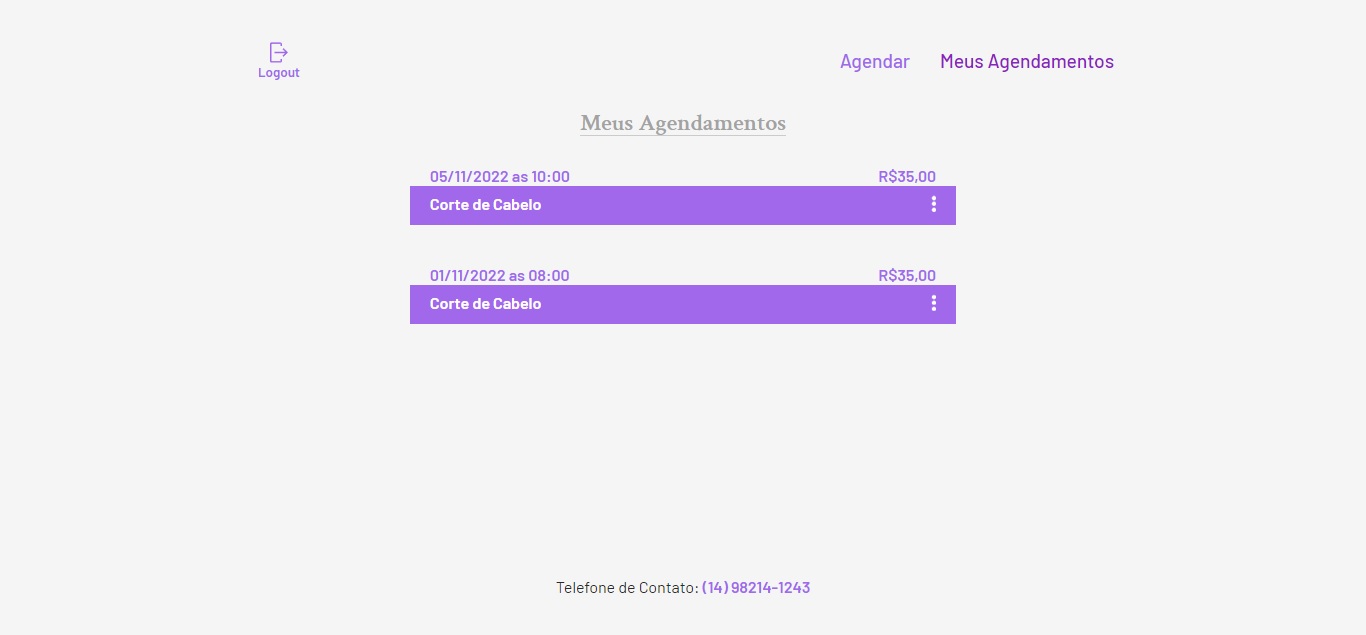 Logout
Agendar
Meus Agendamentos
Meus Agendamentos
05/11/2022 as 10:00 R$35,00
Corte de Cabelo
01/11/2022 as 08:00 R$35,00
Corte de Cabelo
Telefone de Contato: (14) 98214-1243